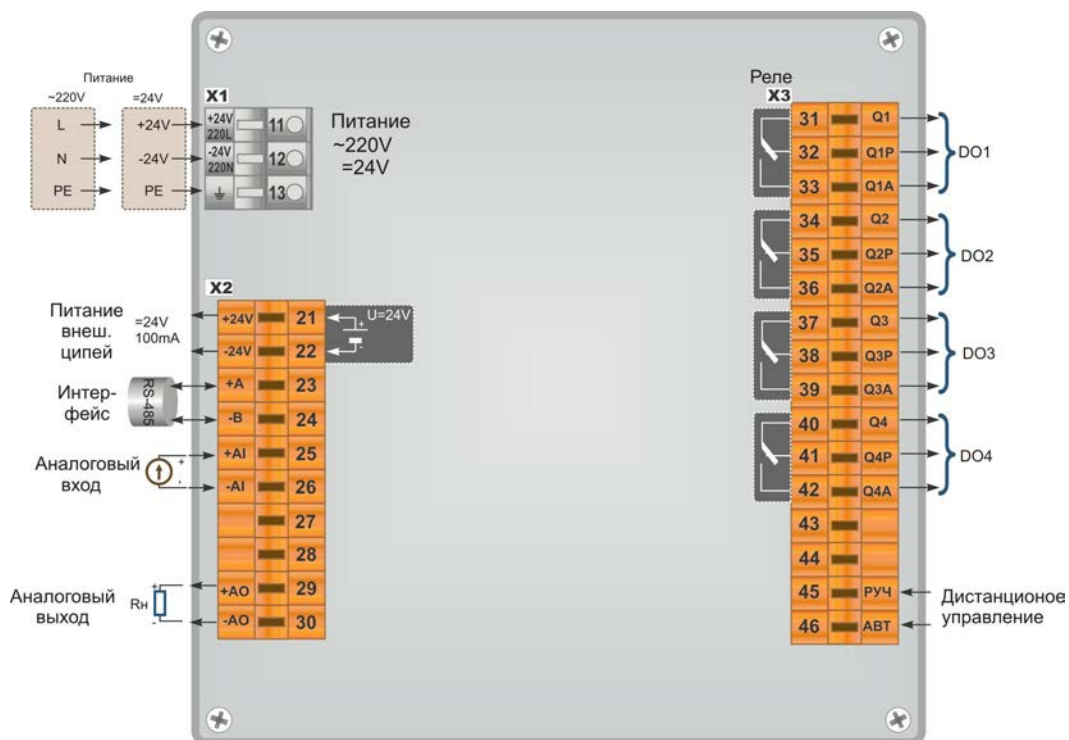 Питание
~220V
=24V
L
+24V
N
-24V
PE
PE
X1
+24V
220L
11
-24V
220N
12
13
Питание
~220V
=24V
X2
Питание
внеш.
ципей
=24V
100mA
+24V
21
-24V
22
U=24V
+
-
Интер-
фейс
RS-485
+A
23
-B
24
Аналоговый
вход
+
-
+AI
25
-AI
26
27
28
Аналоговый
выход
Rн
+
-
+AO
29
-AO
30
Реле
X3
31
Q1
32
Q1P
33
Q1A
DO1
34
Q2
35
Q2P
36
Q2A
DO2
37
Q3
38
Q3P
39
Q3A
DO3
40
Q4
41
Q4P
42
Q4A
DO4
43
44
45
РУЧ
46
АВТ
Дистанционое
управление